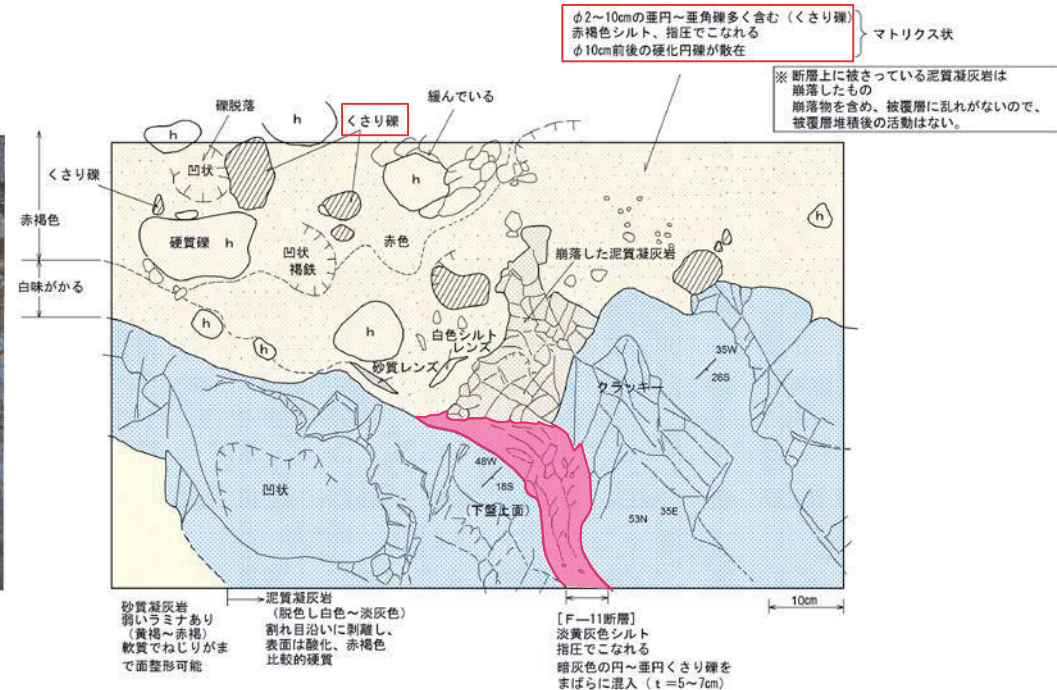 φ2～10cmの亜円～亜角礫多く含む（くさり礫）
赤褐色シルト、指圧でこなれる
φ10cm前後の硬化円礫が散在
マトリクス状
※ 断層上に被さっている泥質凝灰岩は
崩落したもの
崩落物を含め、被覆層に乱れがないので、
被覆層堆積後の活動はない。
礫脱落
h
くさり礫
緩んでいる
h
凹状
h
くさり礫
赤褐色
硬質礫 h
凹状
褐鉄
赤色
崩落した泥質凝灰岩
h
白味がかる
h
h
h
白色シルト
レンズ
砂質レンズ
クラッキー
35W
26S
48W
18S
（下盤上面）
凹状
53N 35E
10cm
砂質凝灰岩
弱いラミナあり
（黄褐～赤褐）
軟質でねじりがま
で面整形可能
泥質凝灰岩
（脱色し白色～淡灰色）
割れ目沿いに剥離し、
表面は酸化、赤褐色
比較的硬質
[F―11断層]
淡黄灰色シルト
指圧でこなれる
暗灰色の円～亜円くさり礫を
まばらに混入（t＝5～7cm）